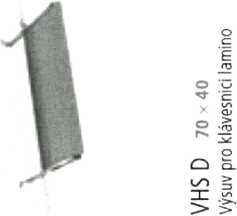 VHS D 70 × 40
Výsuv pro klávesnici lamino